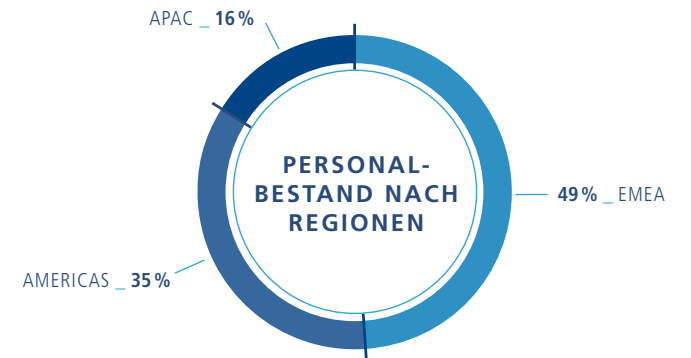 APAC _ 16 %
PERSONAL-
BESTAND NACH
REGIONEN
49 % _ EMEA
AMERICAS _ 35 %